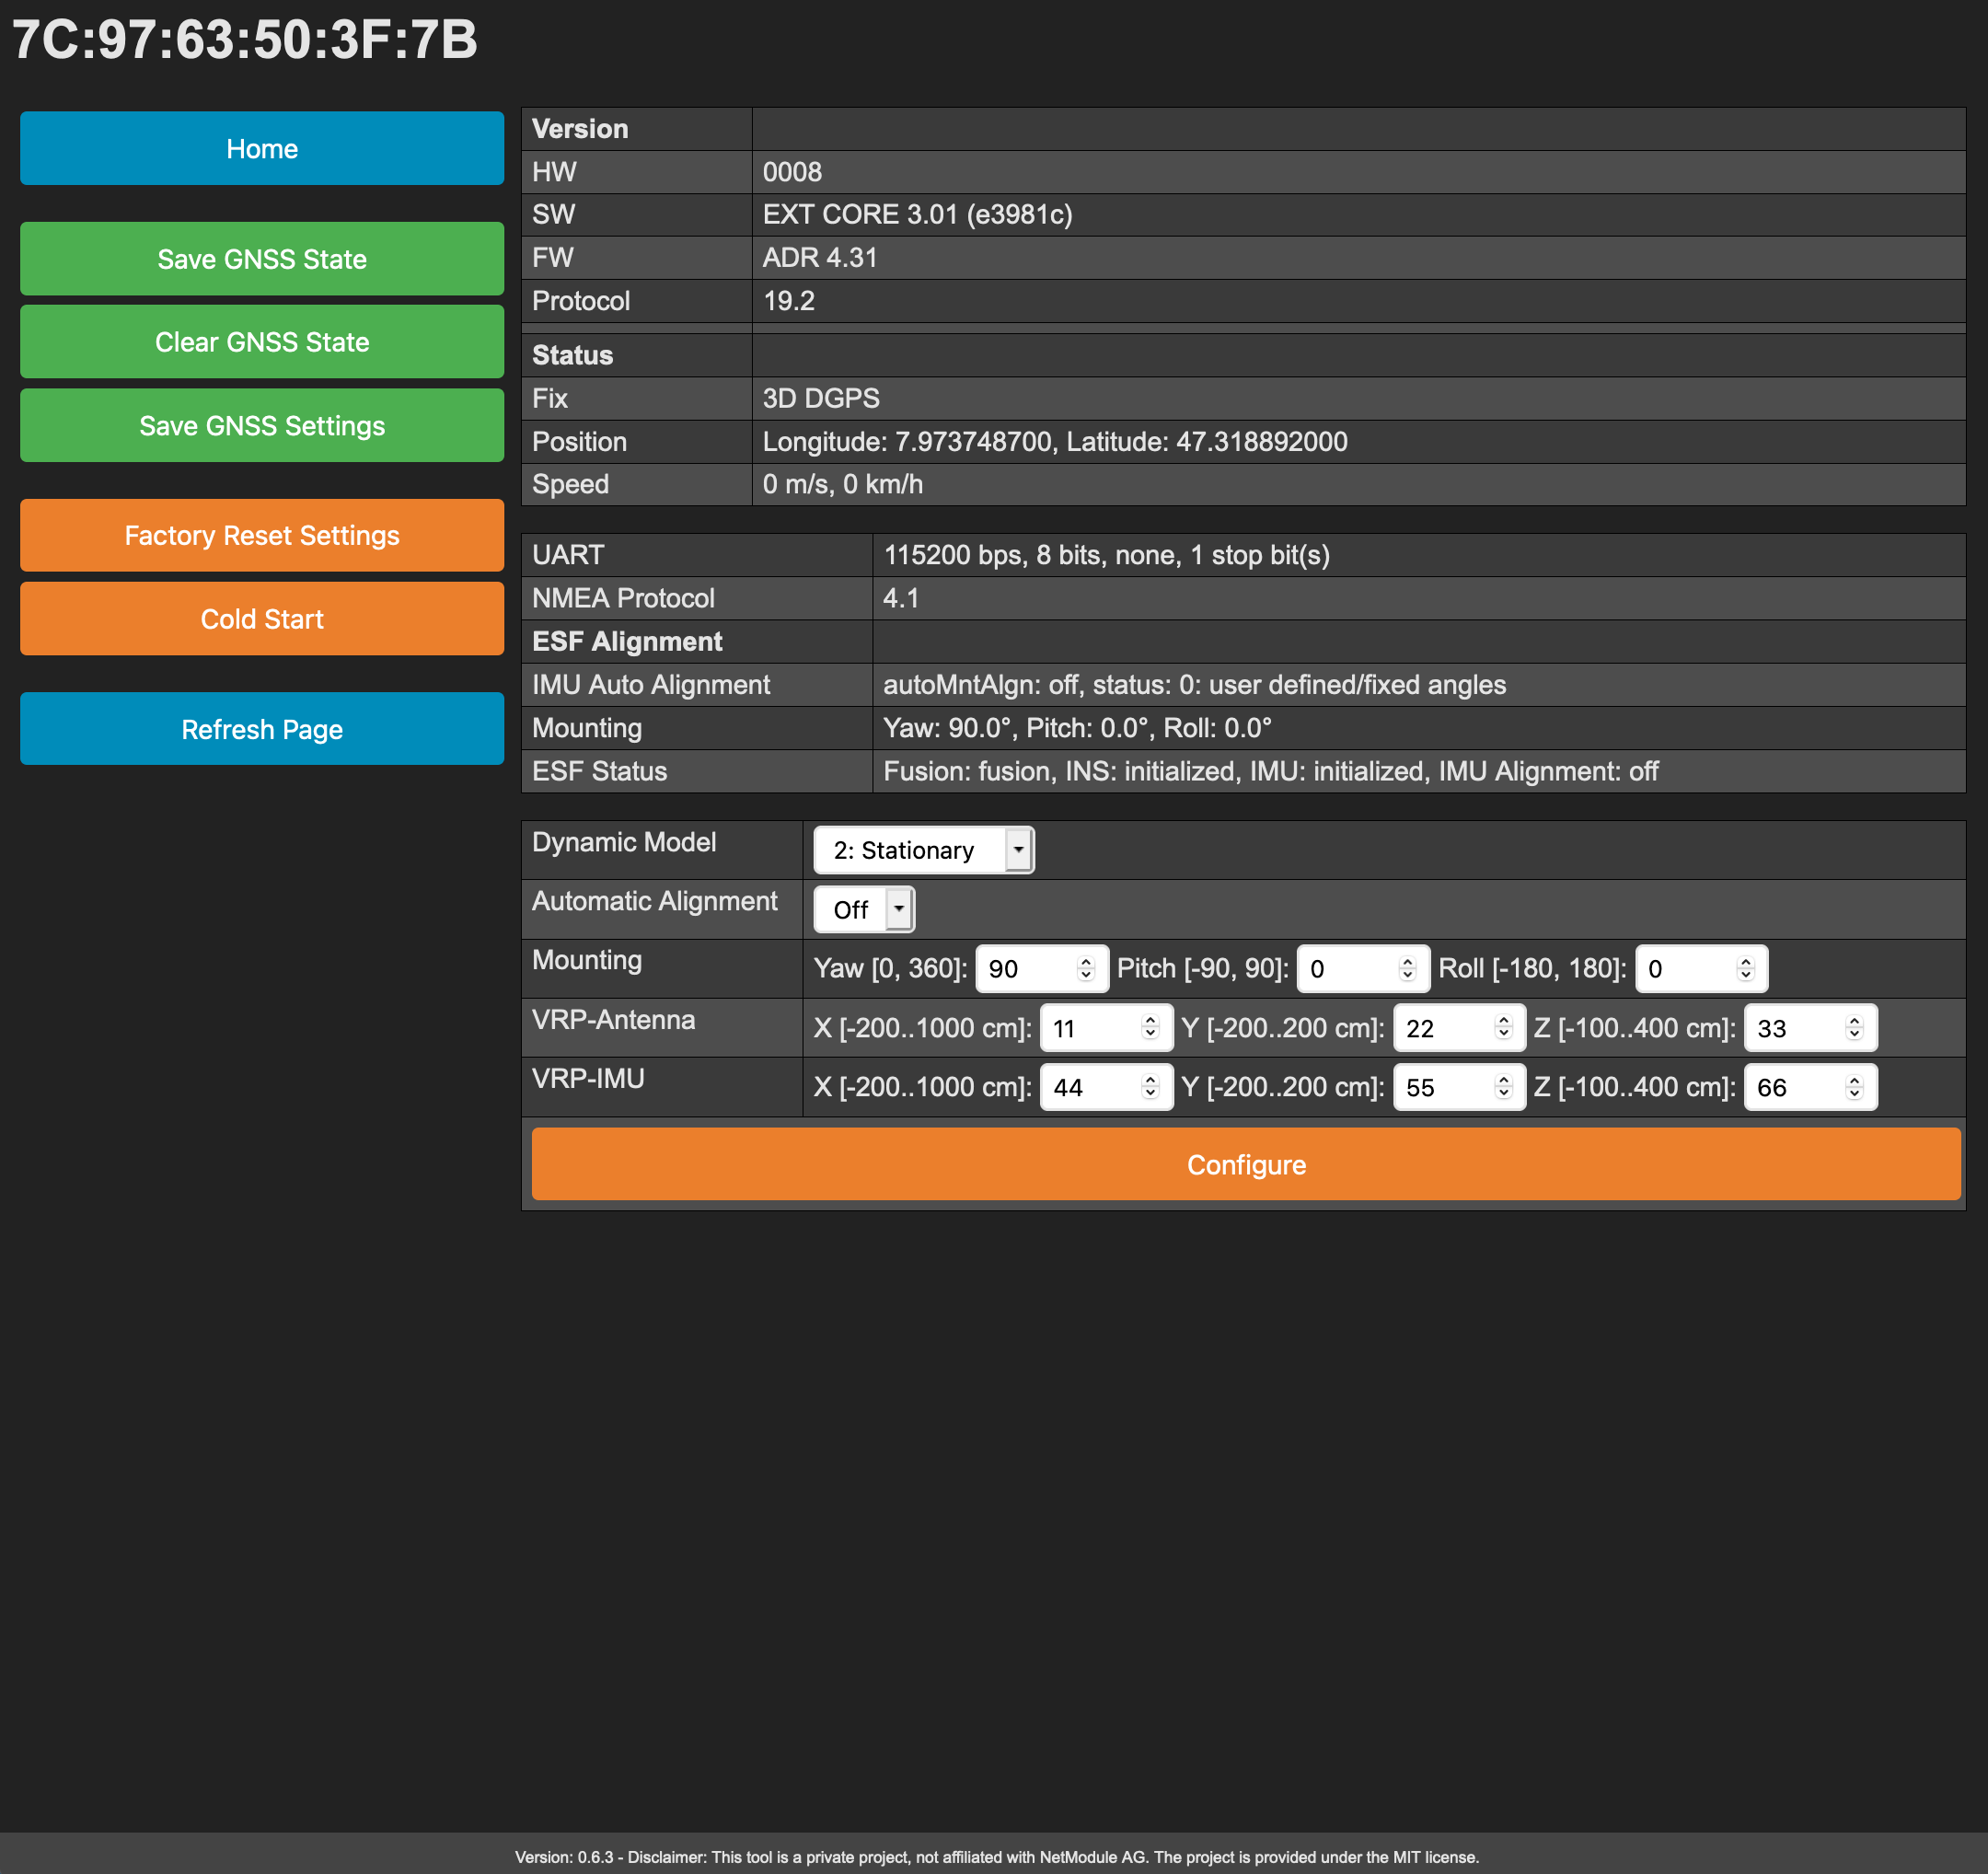 7C:97:63:50:3F:7B
Home
Save GNSS State
Clear GNSS State
Save GNSS Settings
Factory Reset Settings
Cold Start
Refresh Page
Version
HW 0008
SW EXT CORE 3.01 (e3981c)
FW ADR 4.31
Protocol 19.2
Status
Fix 3D DGPS
Position Longitude: 7.973748700, Latitude: 47.318892000
Speed 0 m/s, 0 km/h
UART 115200 bps, 8 bits, none, 1 stop bit(s)
NMEA Protocol 4.1
ESF Alignment
IMU Auto Alignment autoMntAlgn: off, status: 0: user defined/fixed angles
Mounting Yaw: 90.0°, Pitch: 0.0°, Roll: 0.0°
ESF Status Fusion: fusion, INS: initialized, IMU: initialized, IMU Alignment: off
Dynamic Model 2: Stationary
Automatic Alignment Off
Mounting Yaw [0, 360]: 90 Pitch [-90, 90]: 0 Roll [-180, 180]: 0
VRP-Antenna X [-200..1000 cm]: 11 Y [-200..200 cm]: 22 Z [-100..400 cm]: 33
VRP-IMU X [-200..1000 cm]: 44 Y [-200..200 cm]: 55 Z [-100..400 cm]: 66
Configure
Version: 0.6.3 - Disclaimer: This tool is a private project, not affiliated with NetModule AG. The project is provided under the MIT license.